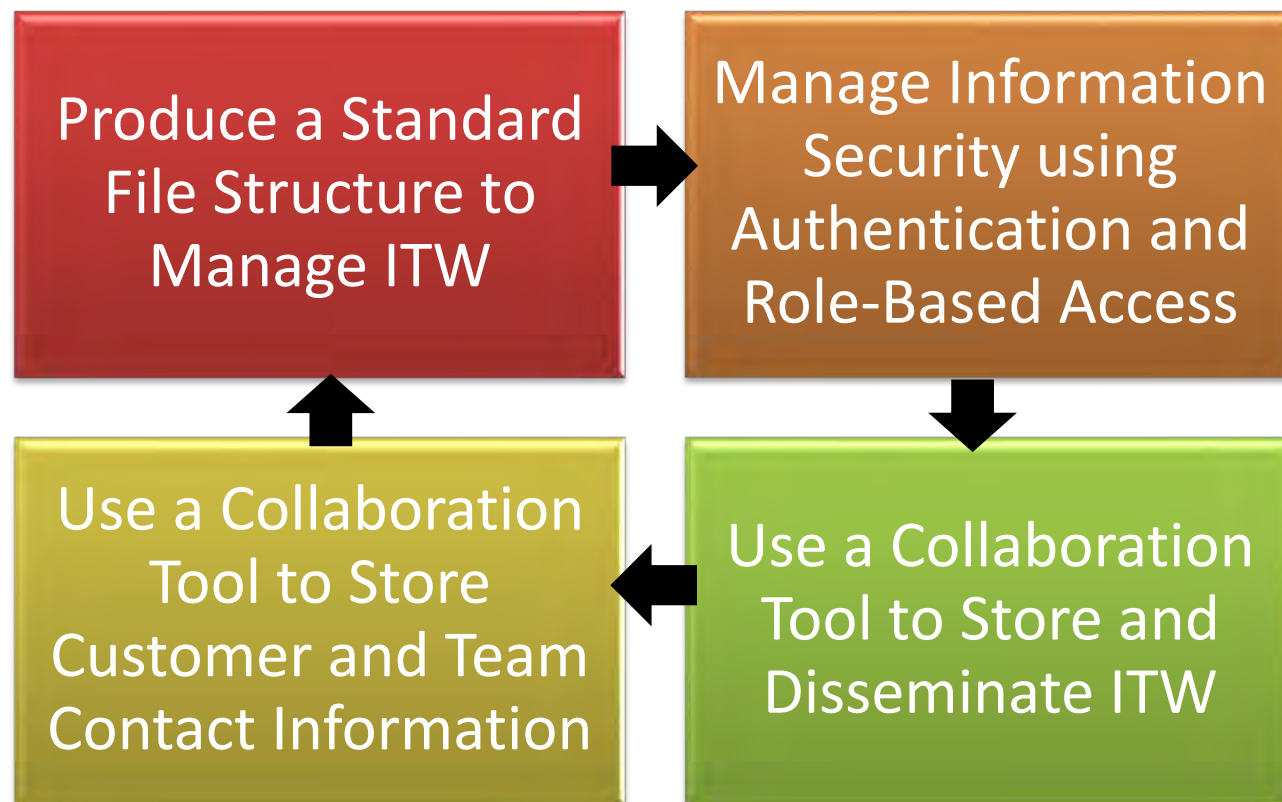 Produce a Standard
File Structure to
Manage ITW
Manage Information
Security using
Authentication and
Role-Based Access
Use a Collaboration
Tool to Store and
Disseminate ITW
Use a Collaboration
Tool to Store
Customer and Team
Contact Information